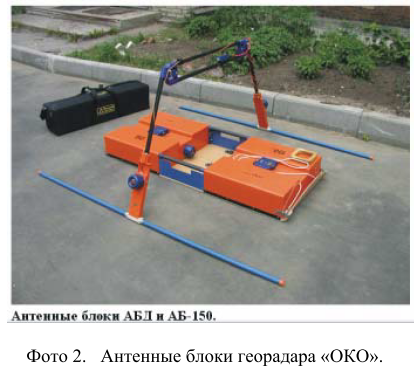 Антенные блоки АБД и АБ-150.
Фото 2. Антенные блоки георадара «ОКО».